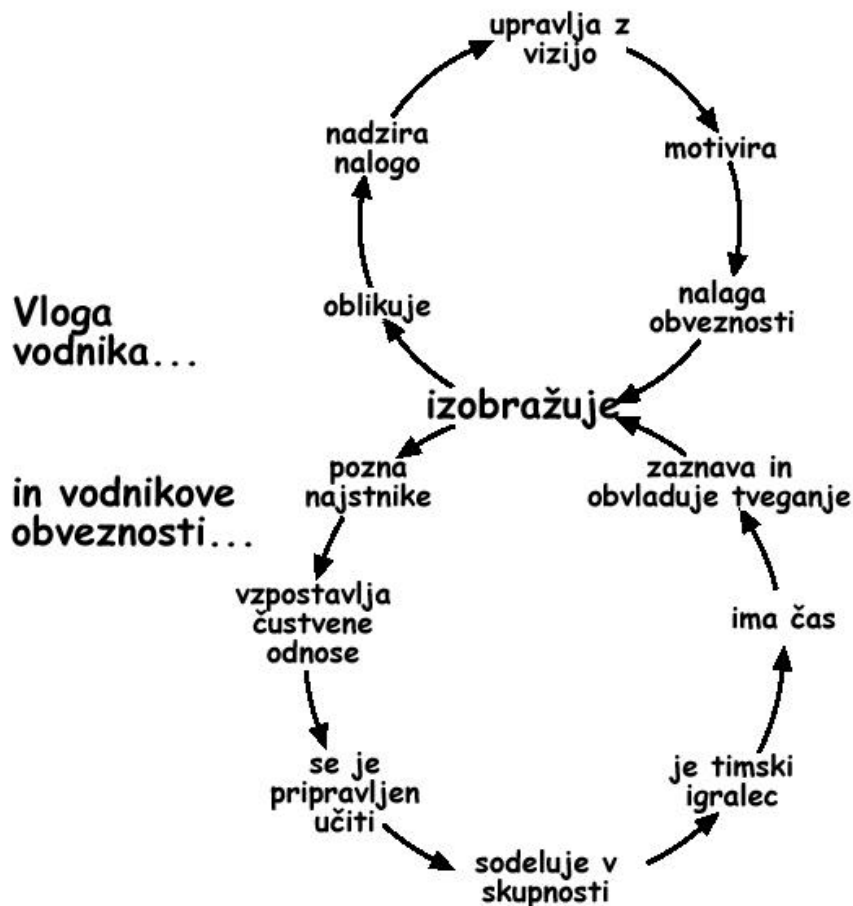 upravlja z
vizijo
nadzira
nalogo
motivira
oblikuje
nalaga
obveznosti
Vloga
vodnika...
izobražuje
in vodnikove
obveznosti...
pozna
najstnike
zaznava in
obvladuje tveganje
vzpostavlja
čustvene
odnose
ima čas
se je
pripravljen
učiti
je timski
igralec
sodeluje v
skupnosti